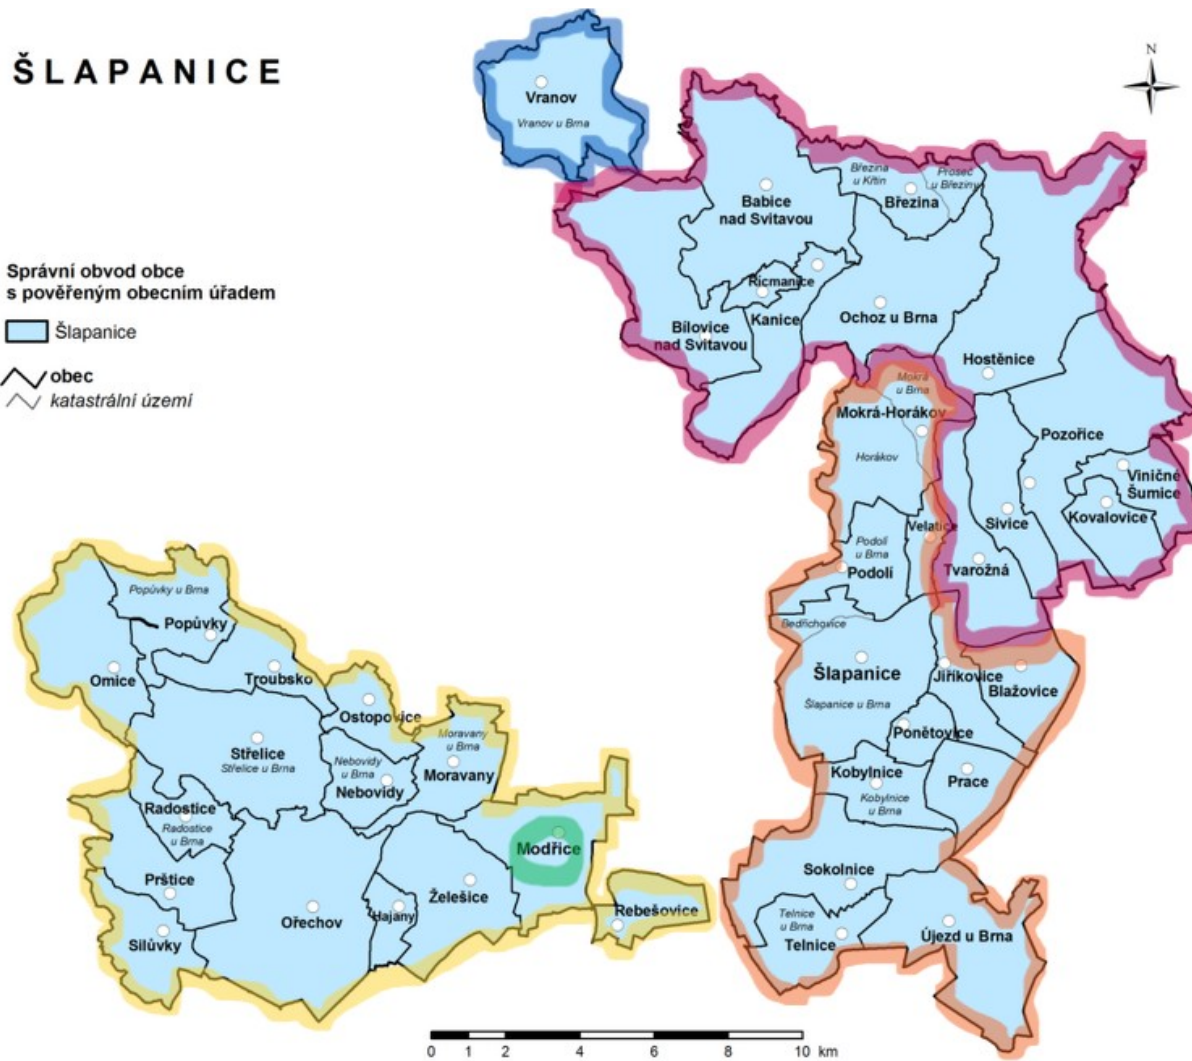 ŠLAPANICE
N
Správní obvod obce
s pověřeným obecním úřadem
Šlapanice
obec
katastrální území
Vranov
Vranov u Brna
Babice
nad Svitavou
Březina
u Křtin
Proseč
u Březiny
Březina
Řícmanice
Kanice
Ochoz u Brna
Bílovice
nad Svitavou
Hostěnice
Mokrá
u Brna
Mokrá-Horákov
Horákov
Pozořice
Viničné
Šumice
Kovalovice
Sivice
Velatice
Tvarožná
Podolí
u Brna
Podolí
Bedřichovice
Šlapanice
Šlapanice u Brna
Jiříkovice
Blažovice
Ponětovice
Kobylnice
Kobylnice
u Brna
Prace
Sokolnice
Telnice
u Brna
Telnice
Újezd u Brna
Popůvky u Brna
Popůvky
Omice
Troubsko
Ostopovice
Střelice
Střelice u Brna
Nebovidy
u Brna
Nebovidy
Moravany
u Brna
Moravany
Radostice
Radostice
u Brna
Modřice
Prštice
Ořechov
Hajany
Želešice
Rebešovice
Silůvky
0 1 2 4 6 8 10 km